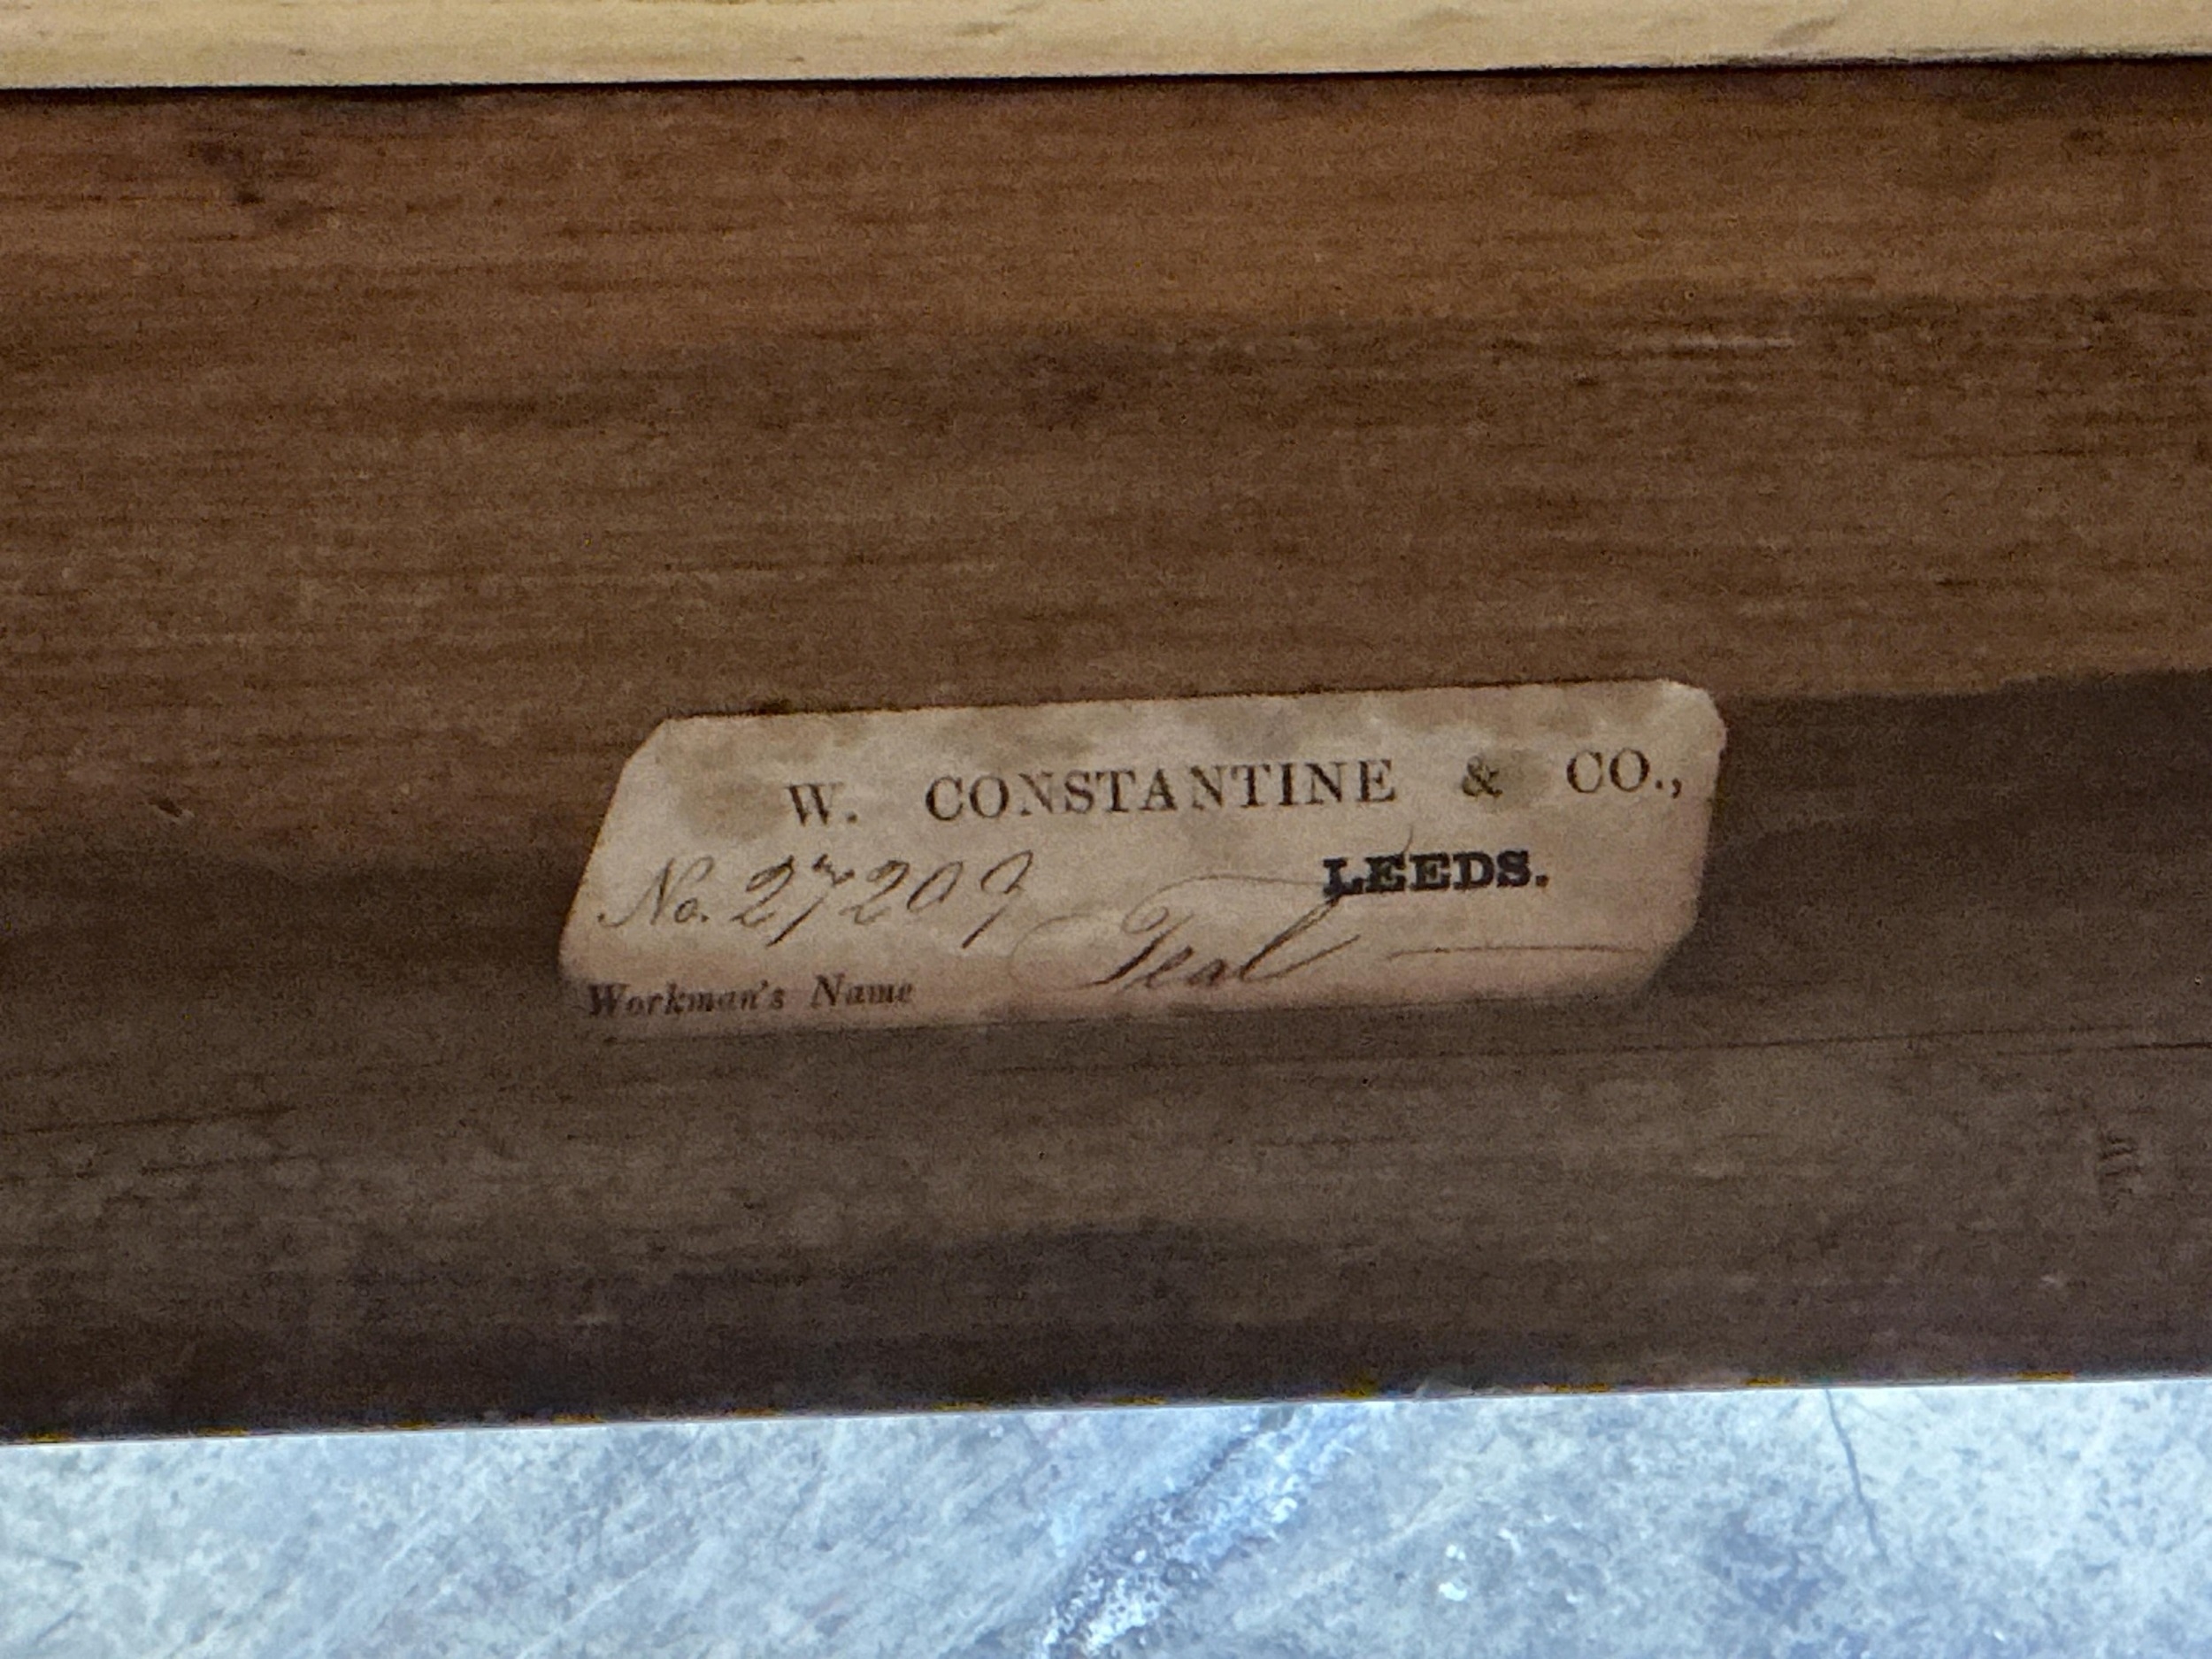 W. CONSTANTINE & CO.,
LEEDS.
No. 27209
Workman's Name Teal